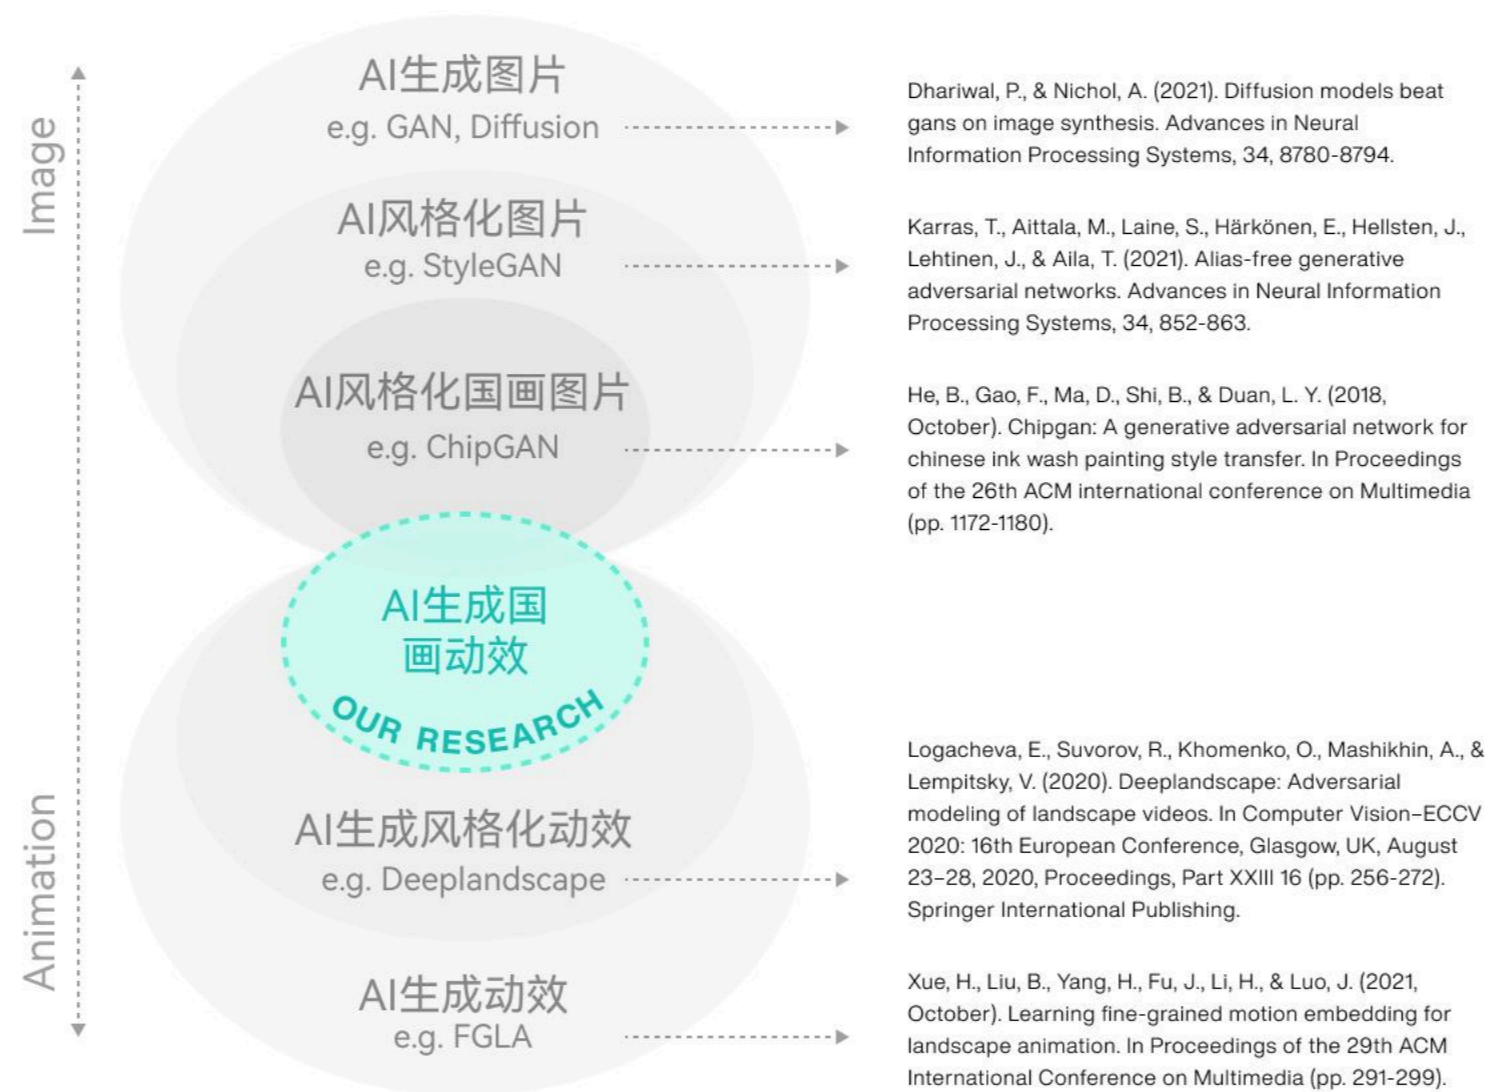 Image
AI生成图片
e.g. GAN, Diffusion
Dhariwal, P., & Nichol, A. (2021). Diffusion models beat
gans on image synthesis. Advances in Neural
Information Processing Systems, 34, 8780-8794.
AI风格化图片
e.g. StyleGAN
Karras, T., Aittala, M., Laine, S., Härkönen, E., Hellsten, J.,
Lehtinen, J., & Aila, T. (2021). Alias-free generative
adversarial networks. Advances in Neural Information
Processing Systems, 34, 852-863.
AI风格化国画图片
e.g. ChipGAN
He, B., Gao, F., Ma, D., Shi, B., & Duan, L. Y. (2018,
October). Chipgan: A generative adversarial network for
chinese ink wash painting style transfer. In Proceedings
of the 26th ACM international conference on Multimedia
(pp. 1172-1180).
AI生成国
画动效
OUR RESEARCH
Animation
AI生成风格化动效
e.g. Deeplandscape
Logacheva, E., Suvorov, R., Khomenko, O., Mashikhin, A., &
Lempitsky, V. (2020). Deeplandscape: Adversarial
modeling of landscape videos. In Computer Vision–ECCV
2020: 16th European Conference, Glasgow, UK, August
23–28, 2020, Proceedings, Part XXIII 16 (pp. 256-272).
Springer International Publishing.
AI生成动效
e.g. FGLA
Xue, H., Liu, B., Yang, H., Fu, J., Li, H., & Luo, J. (2021,
October). Learning fine-grained motion embedding for
landscape animation. In Proceedings of the 29th ACM
International Conference on Multimedia (pp. 291-299).